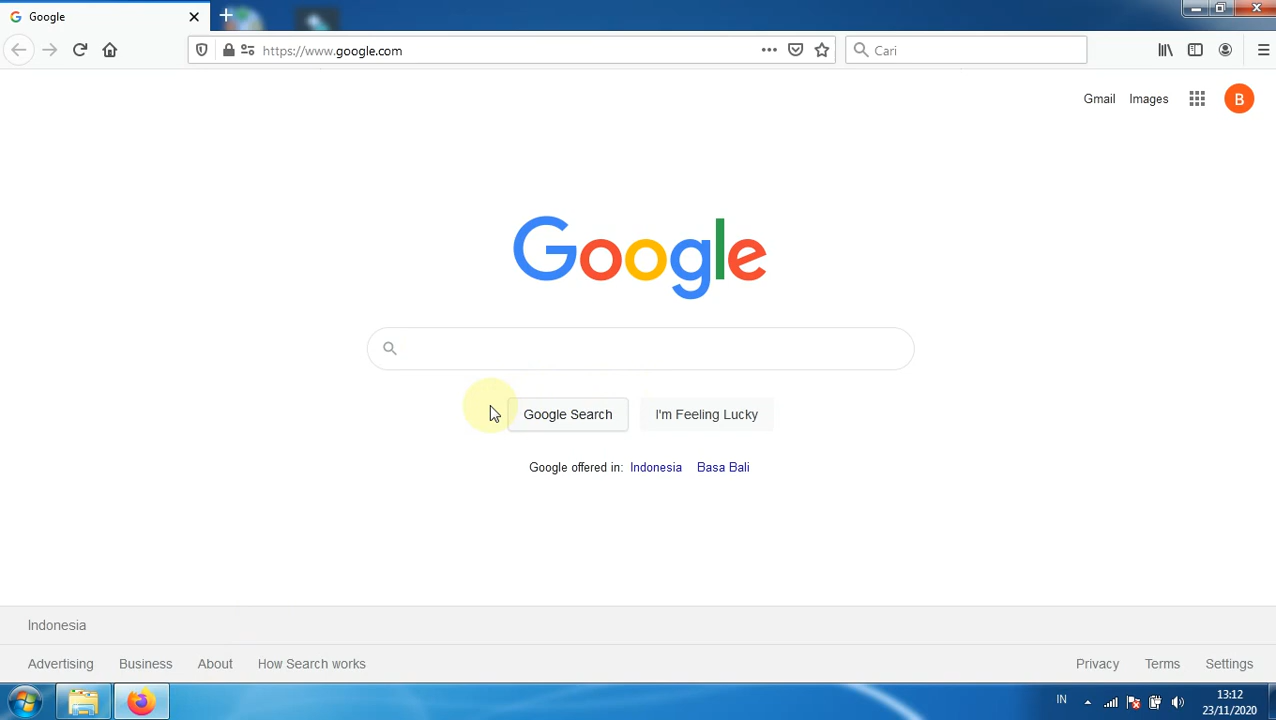 Google
https://www.google.com
Cari
Gmail Images
B
Google
Google Search I'm Feeling Lucky
Google offered in: Indonesia Basa Bali
Indonesia
Advertising Business About How Search works Privacy Terms Settings
IN
13:12
23/11/2020